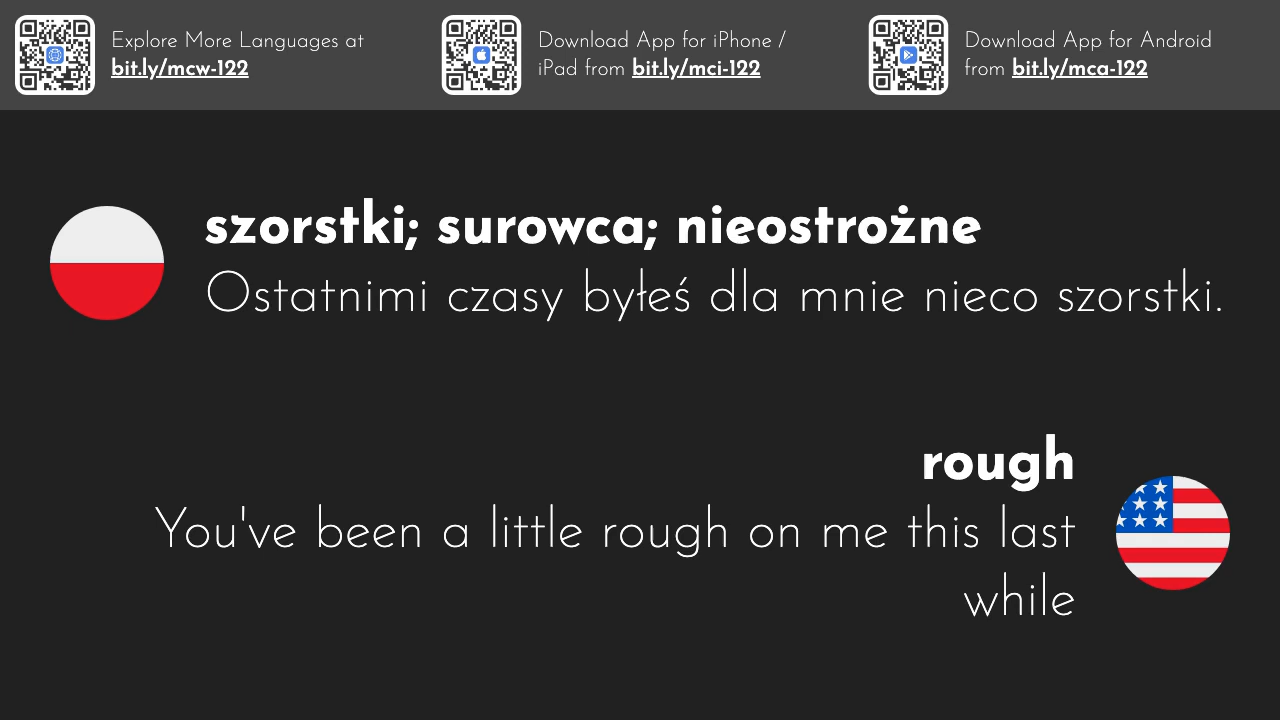 Explore More Languages at
bit.ly/mcw-122
Download App for iPhone /
iPad from bit.ly/mci-122
Download App for Android
from bit.ly/mca-122
szorstki; surowca; nieostrożne
Ostatnimi czasy byłeś dla mnie nieco szorstki.
rough
You've been a little rough on me this last
while